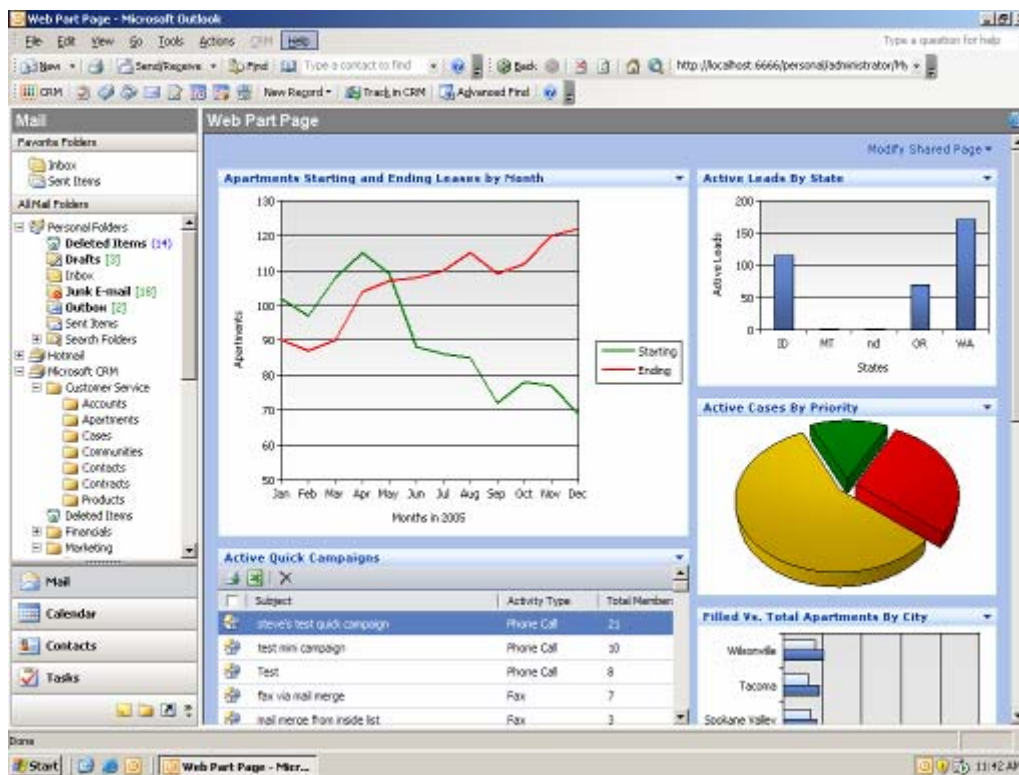 Web Part Page - Microsoft Outlook
File Edit View Go Tools Actions CRM Help
Type a question for help
New Send/Receive Find Type a contact to find Back http://localhost:6666/personal/administrator/My
CRM New Record Track in CRM Advanced Find
Mail
Web Part Page
Favorite Folders
Inbox
Sent Items
All Mail Folders
Personal Folders
Deleted Items (14)
Drafts [3]
Inbox
Junk E-mail [18]
Outbox [2]
Sent Items
Search Folders
Hotmail
Microsoft CRM
Customer Service
Accounts
Apartments
Cases
Communities
Contacts
Contracts
Products
Deleted Items
Financials
Marketing
Mail
Calendar
Contacts
Tasks
Modify Shared Page
Apartments Starting and Ending Leases by Month
130
120
110
100
90
80
70
60
50
Apartments
Jan Feb Mar Apr May Jun Jul Aug Sep Oct Nov Dec
Months in 2005
Starting
Ending
Active Leads By State
200
150
100
50
0
Active Leads
ID MT nd OR WA
States
Active Cases By Priority
Active Quick Campaigns
Subject Activity Type Total Member
steve's test quick campaign Phone Call 21
test mini campaign Phone Call 10
Test Phone Call 8
fax via mail merge Fax 7
mail merge from inside list Fax 3
Filled Vs. Total Apartments By City
Wilsonville
Tacoma
Spokane Valley
Done
Start Web Part Page - Micr... 11:42 AM